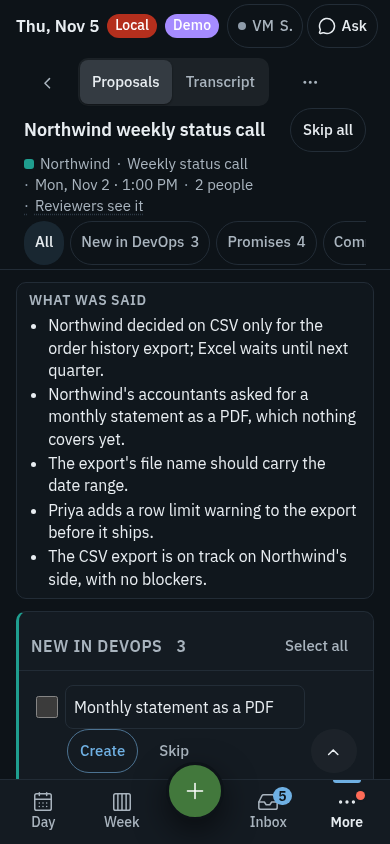 Thu, Nov 5 Local Demo VM S. Ask
Proposals Transcript
Northwind weekly status call Skip all
Northwind · Weekly status call
· Mon, Nov 2 · 1:00 PM · 2 people
· Reviewers see it
All New in DevOps 3 Promises 4 Com
WHAT WAS SAID
• Northwind decided on CSV only for the
order history export; Excel waits until next
quarter.
• Northwind's accountants asked for a
monthly statement as a PDF, which nothing
covers yet.
• The export's file name should carry the
date range.
• Priya adds a row limit warning to the export
before it ships.
• The CSV export is on track on Northwind's
side, with no blockers.
NEW IN DEVOPS 3 Select all
Monthly statement as a PDF
Create Skip
Day Week Inbox 5 More